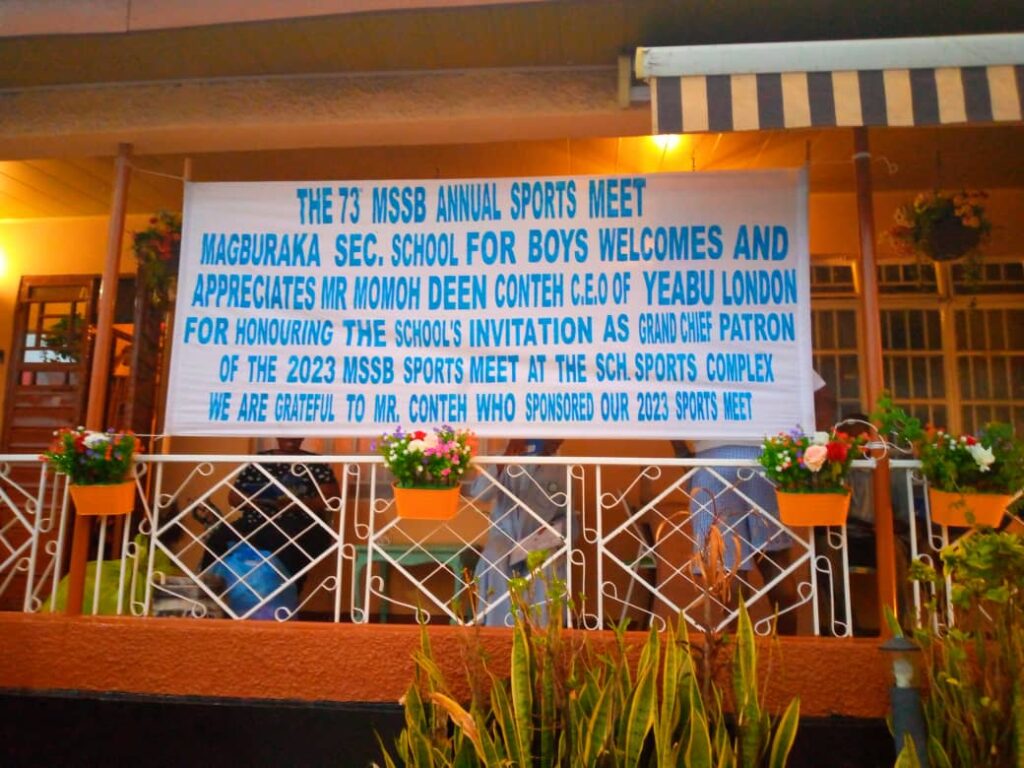 THE 73 MSSB ANNUAL SPORTS MEET
MAGBURAKA SEC. SCHOOL FOR BOYS WELCOMES AND
APPRECIATES MR MOMOH DEEN CONTEH C.E.O OF YEABU LONDON
FOR HONOURING THE SCHOOL'S INVITATION AS GRAND CHIEF PATRON
OF THE 2023 MSSB SPORTS MEET AT THE SCH. SPORTS COMPLEX
WE ARE GRATEFUL TO MR. CONTEH WHO SPONSORED OUR 2023 SPORTS MEET